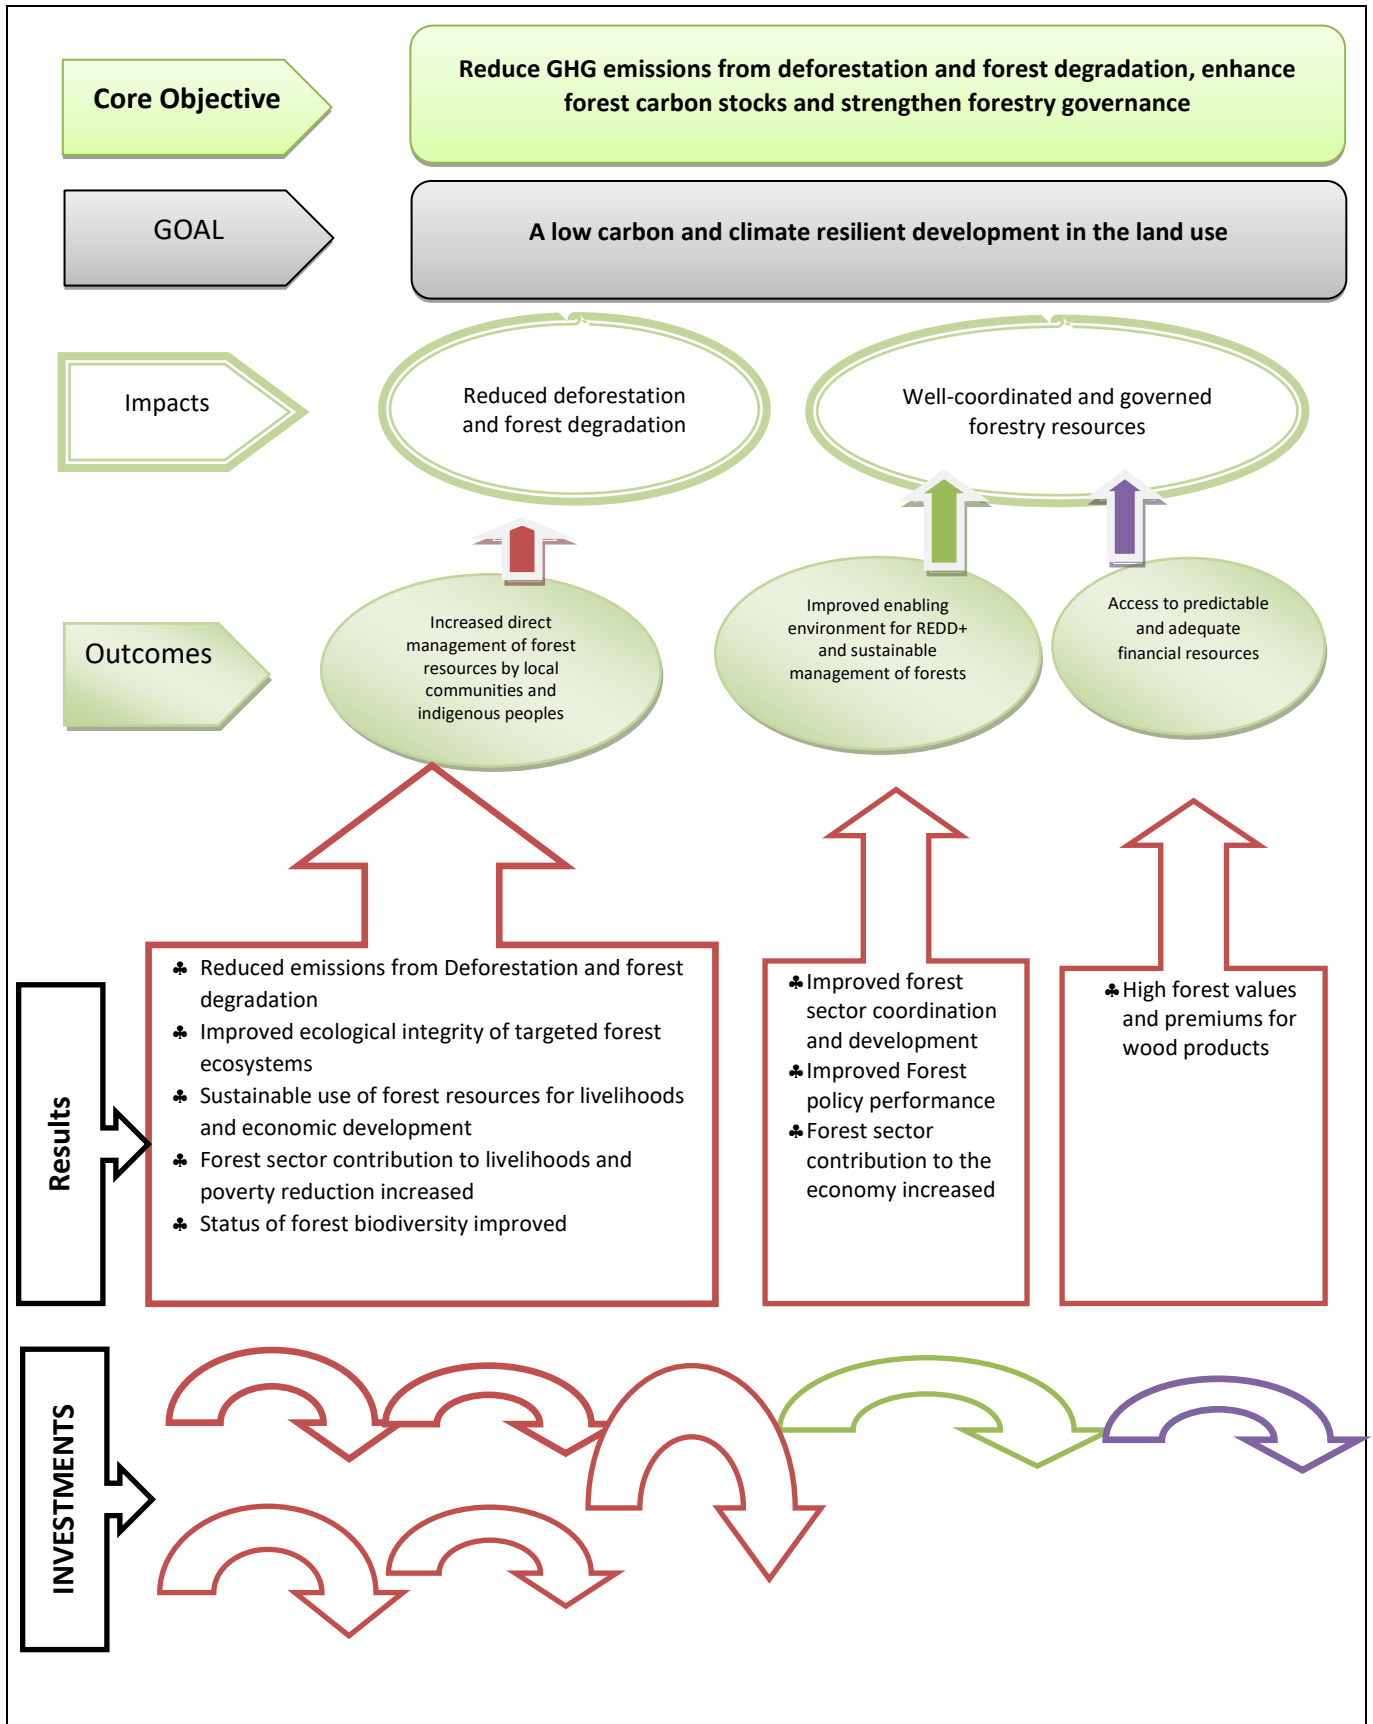 Core Objective
Reduce GHG emissions from deforestation and forest degradation, enhance
forest carbon stocks and strengthen forestry governance
GOAL
A low carbon and climate resilient development in the land use
Impacts
Reduced deforestation
and forest degradation
Well-coordinated and governed
forestry resources
Outcomes
Increased direct
management of forest
resources by local
communities and
indigenous peoples
Improved enabling
environment for REDD+
and sustainable
management of forests
Access to predictable
and adequate
financial resources
Results
♣ Reduced emissions from Deforestation and forest
degradation
♣ Improved ecological integrity of targeted forest
ecosystems
♣ Sustainable use of forest resources for livelihoods
and economic development
♣ Forest sector contribution to livelihoods and
poverty reduction increased
♣ Status of forest biodiversity improved
♣ Improved forest
sector coordination
and development
♣ Improved Forest
policy performance
♣ Forest sector
contribution to the
economy increased
♣ High forest values
and premiums for
wood products
INVESTMENTS